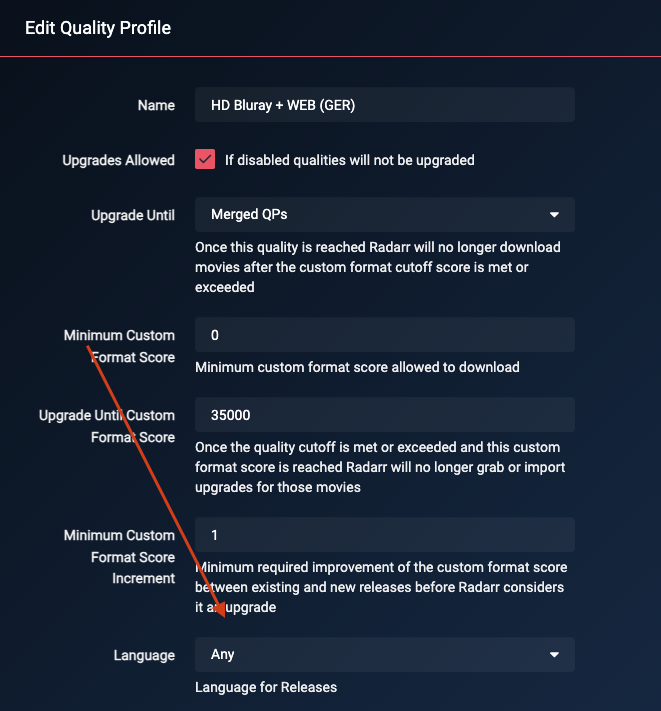 Edit Quality Profile
Name
HD Bluray + WEB (GER)
Upgrades Allowed
If disabled qualities will not be upgraded
Upgrade Until
Merged QPs
Once this quality is reached Radarr will no longer download
movies after the custom format cutoff score is met or
exceeded
Minimum Custom
Format Score
0
Minimum custom format score allowed to download
Upgrade Until Custom
Format Score
35000
Once the quality cutoff is met or exceeded and this custom
format score is reached Radarr will no longer grab or import
upgrades for those movies
Minimum Custom
Format Score
Increment
1
Minimum required improvement of the custom format score
between existing and new releases before Radarr considers
it an upgrade
Language
Any
Language for Releases